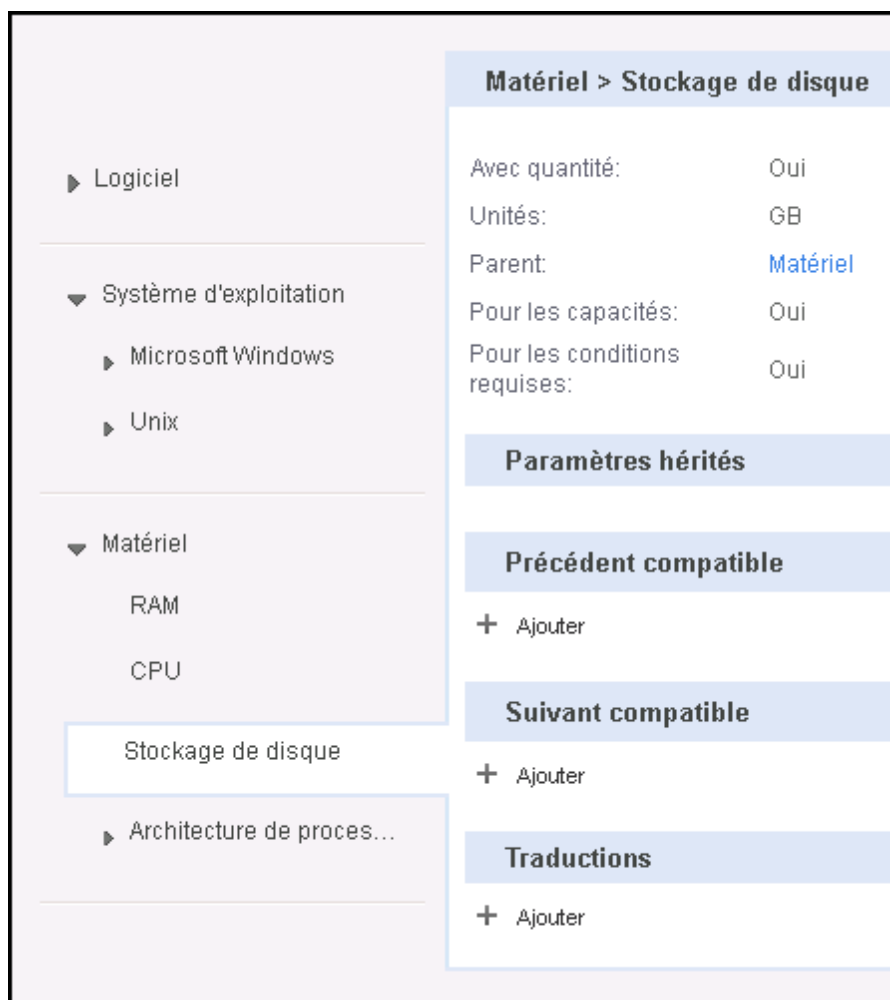 Logiciel
Système d'exploitation
Microsoft Windows
Unix
Matériel
RAM
CPU
Stockage de disque
Architecture de proces...
Matériel > Stockage de disque
Avec quantité: Oui
Unités: GB
Parent: Matériel
Pour les capacités: Oui
Pour les conditions
requises: Oui
Paramètres hérités
Précédent compatible
+ Ajouter
Suivant compatible
+ Ajouter
Traductions
+ Ajouter